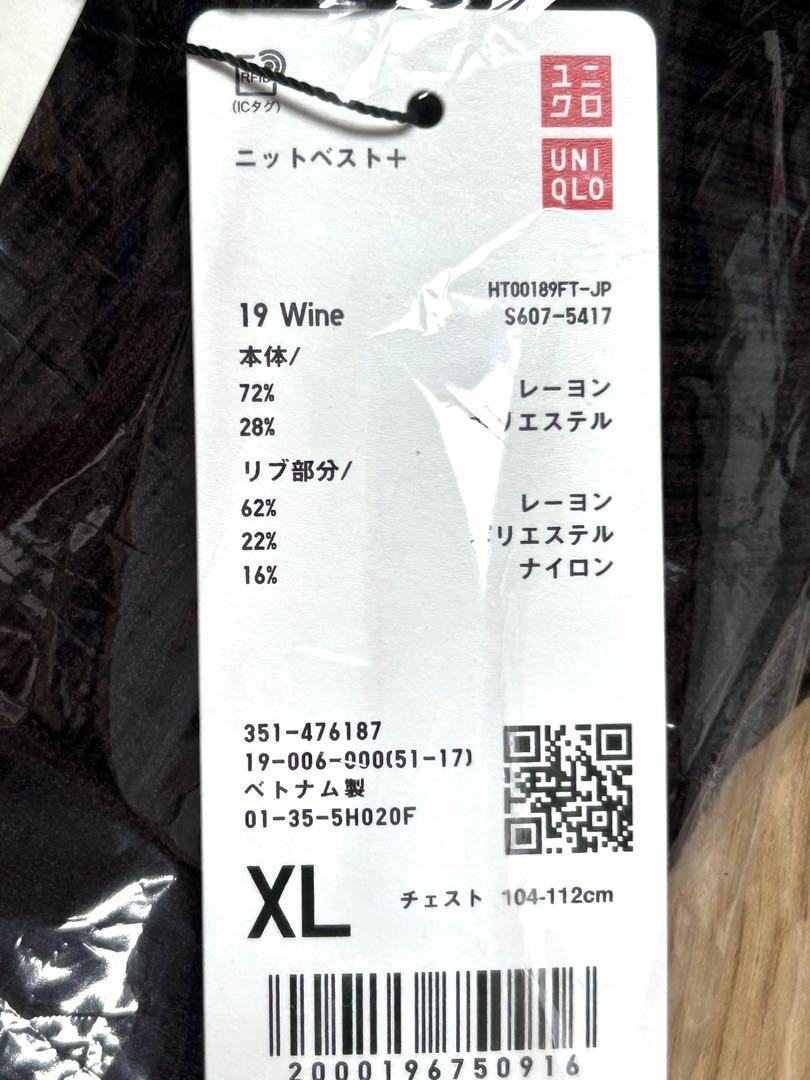 RFID
(ICタグ)
ユニ
クロ
UNI
QLO
ニットベスト+
HT00189FT-JP
19 Wine
S607-5417
本体/
72% レーヨン
28% ポリエステル
リブ部分/
62% レーヨン
22% ポリエステル
16% ナイロン
351-476187
19-006-000(51-17)
ベトナム製
01-35-5H020F
XL チェスト 104-112cm
2000196750916